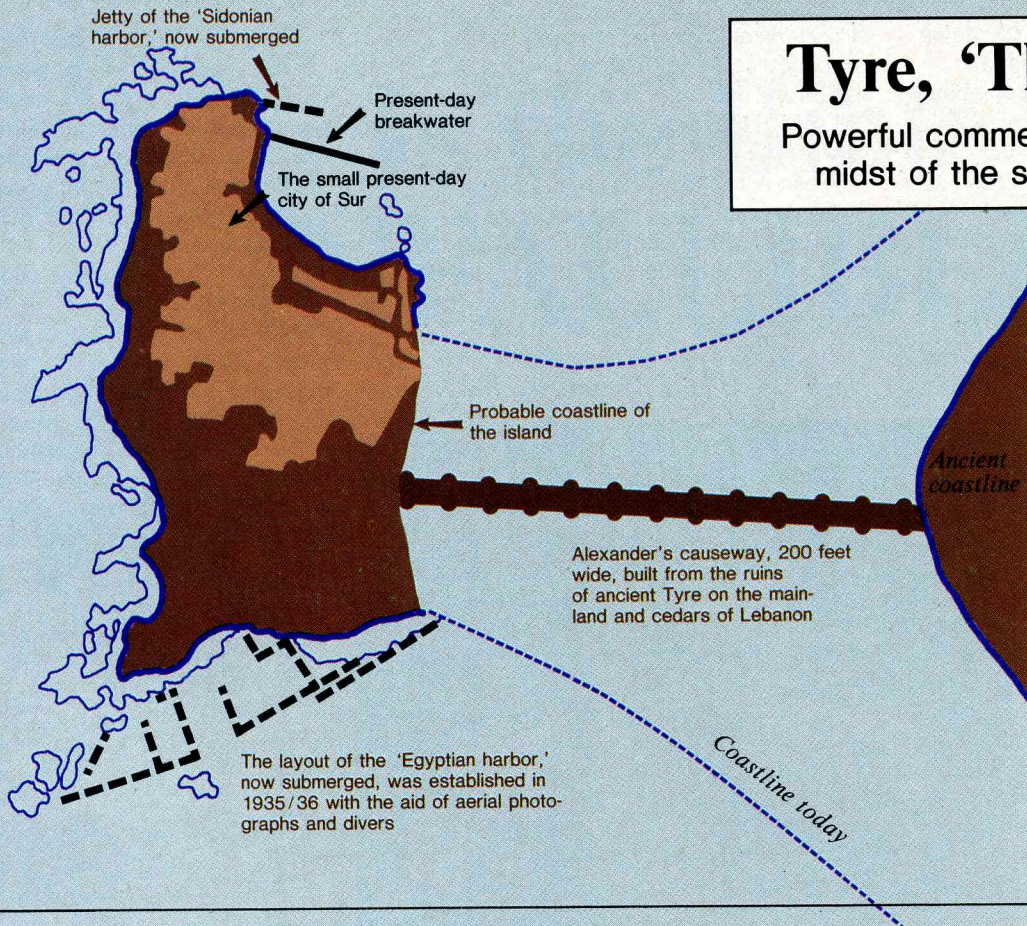 Jetty of the ‘Sidonian
harbor,’ now submerged
Present-day
breakwater
The small present-day
city of Sur
Tyre, ‘T
Powerful comme
midst of the s
Probable coastline of
the island
Ancient
coastline
Alexander’s causeway, 200 feet
wide, built from the ruins
of ancient Tyre on the main-
land and cedars of Lebanon
The layout of the ‘Egyptian harbor,’
now submerged, was established in
1935/36 with the aid of aerial photo-
graphs and divers
Coastline today